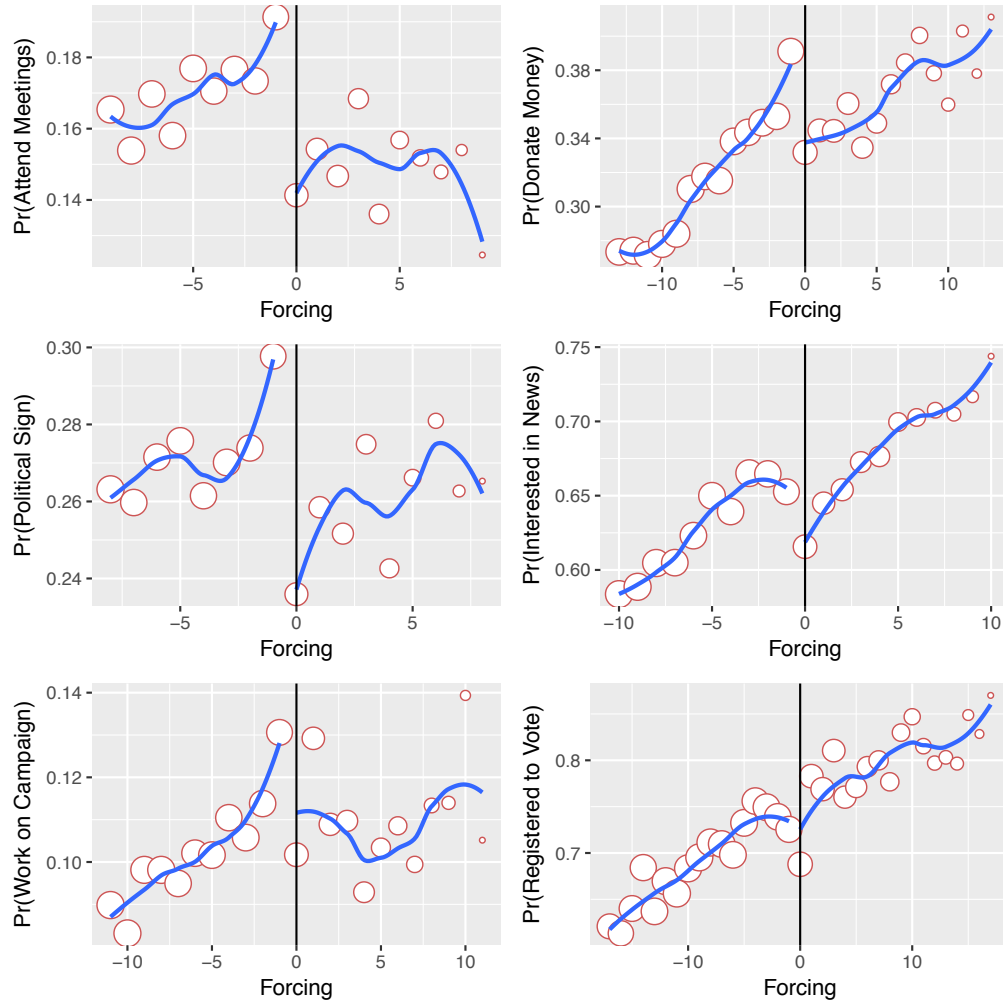 Pr(Attend Meetings)
0.18
0.16
0.14
−5 0 5
Forcing
Pr(Donate Money)
0.38
0.34
0.30
−10 −5 0 5 10
Forcing
Pr(Political Sign)
0.30
0.28
0.26
0.24
−5 0 5
Forcing
Pr(Interested in News)
0.75
0.70
0.65
0.60
−10 −5 0 5 10
Forcing
Pr(Work on Campaign)
0.14
0.12
0.10
−10 −5 0 5 10
Forcing
Pr(Registered to Vote)
0.8
0.7
−10 0 10
Forcing